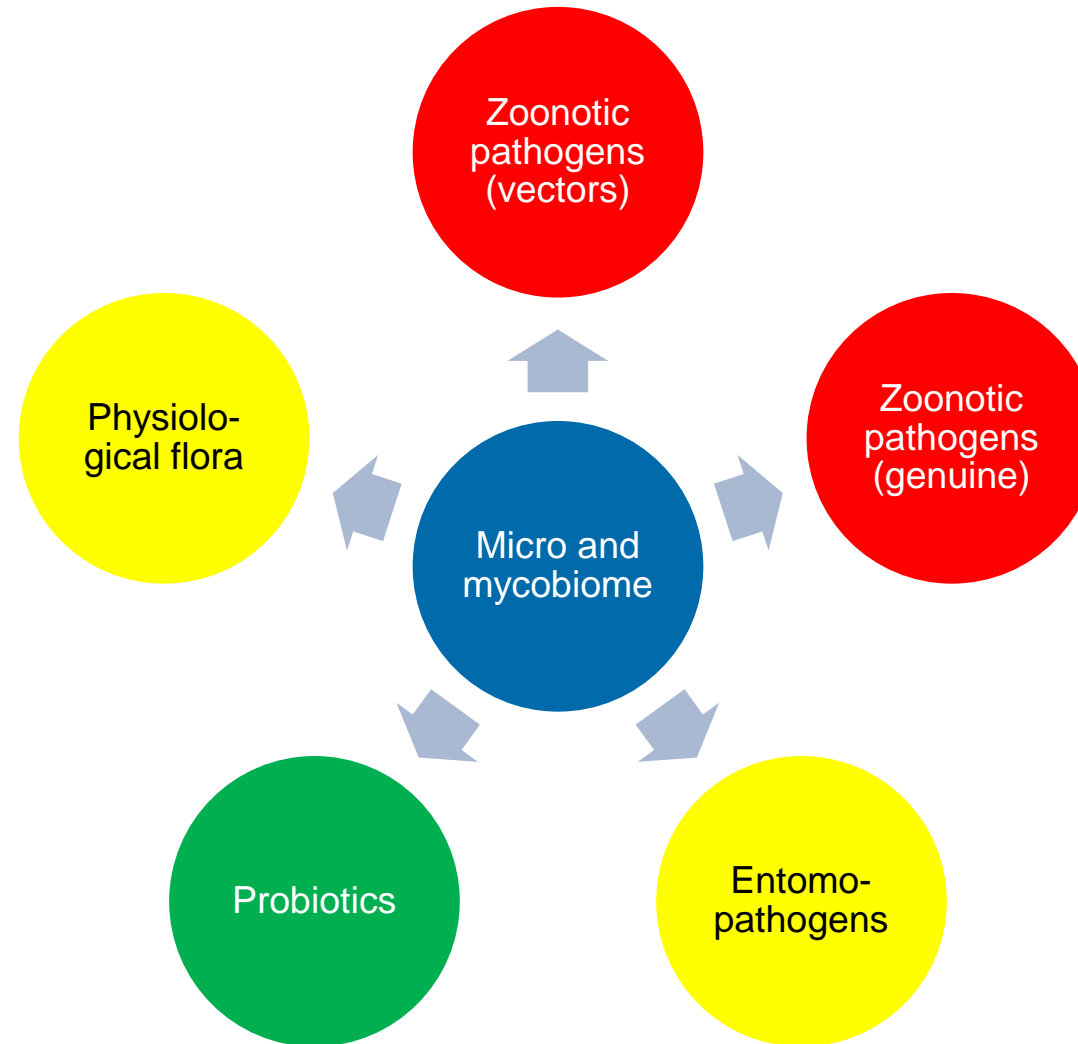 Zoonotic
pathogens
(vectors)
Physiolo-
gical flora
Zoonotic
pathogens
(genuine)
Micro and
mycobiome
Probiotics
Entomo-
pathogens